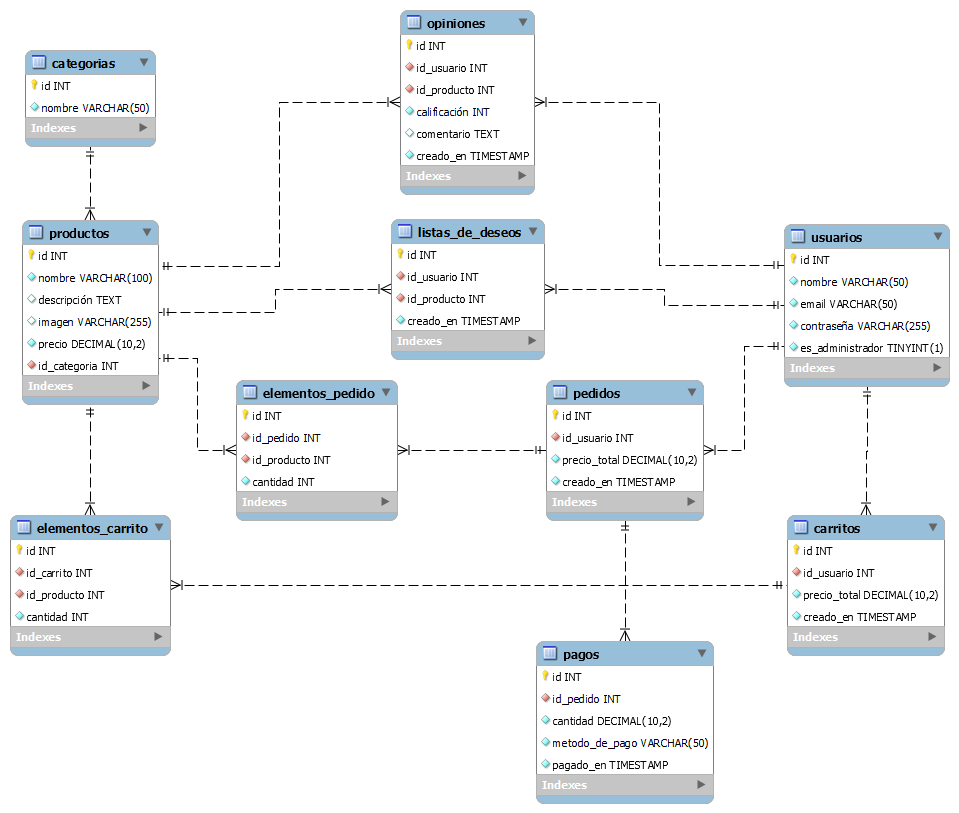 opiniones
id INT
id_usuario INT
id_producto INT
calificación INT
comentario TEXT
creado_en TIMESTAMP
Indexes
categorias
id INT
nombre VARCHAR(50)
Indexes
productos
id INT
nombre VARCHAR(100)
descripción TEXT
imagen VARCHAR(255)
precio DECIMAL(10,2)
id_categoria INT
Indexes
listas_de_deseos
id INT
id_usuario INT
id_producto INT
creado_en TIMESTAMP
Indexes
usuarios
id INT
nombre VARCHAR(50)
email VARCHAR(50)
contraseña VARCHAR(255)
es_administrador TINYINT(1)
Indexes
elementos_pedido
id INT
id_pedido INT
id_producto INT
cantidad INT
Indexes
pedidos
id INT
id_usuario INT
precio_total DECIMAL(10,2)
creado_en TIMESTAMP
Indexes
elementos_carrito
id INT
id_carrito INT
id_producto INT
cantidad INT
Indexes
carritos
id INT
id_usuario INT
precio_total DECIMAL(10,2)
creado_en TIMESTAMP
Indexes
pagos
id INT
id_pedido INT
cantidad DECIMAL(10,2)
metodo_de_pago VARCHAR(50)
pagado_en TIMESTAMP
Indexes